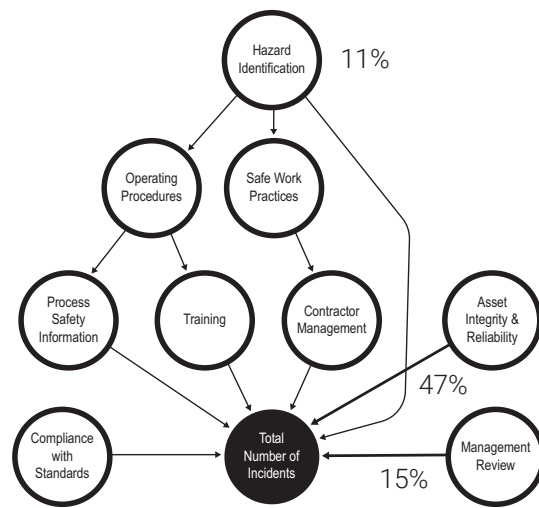 Hazard
Identification
11%
Operating
Procedures
Safe Work
Practices
Process
Safety
Information
Training
Contractor
Management
Asset
Integrity &
Reliability
47%
Compliance
with
Standards
Total
Number of
Incidents
15%
Management
Review